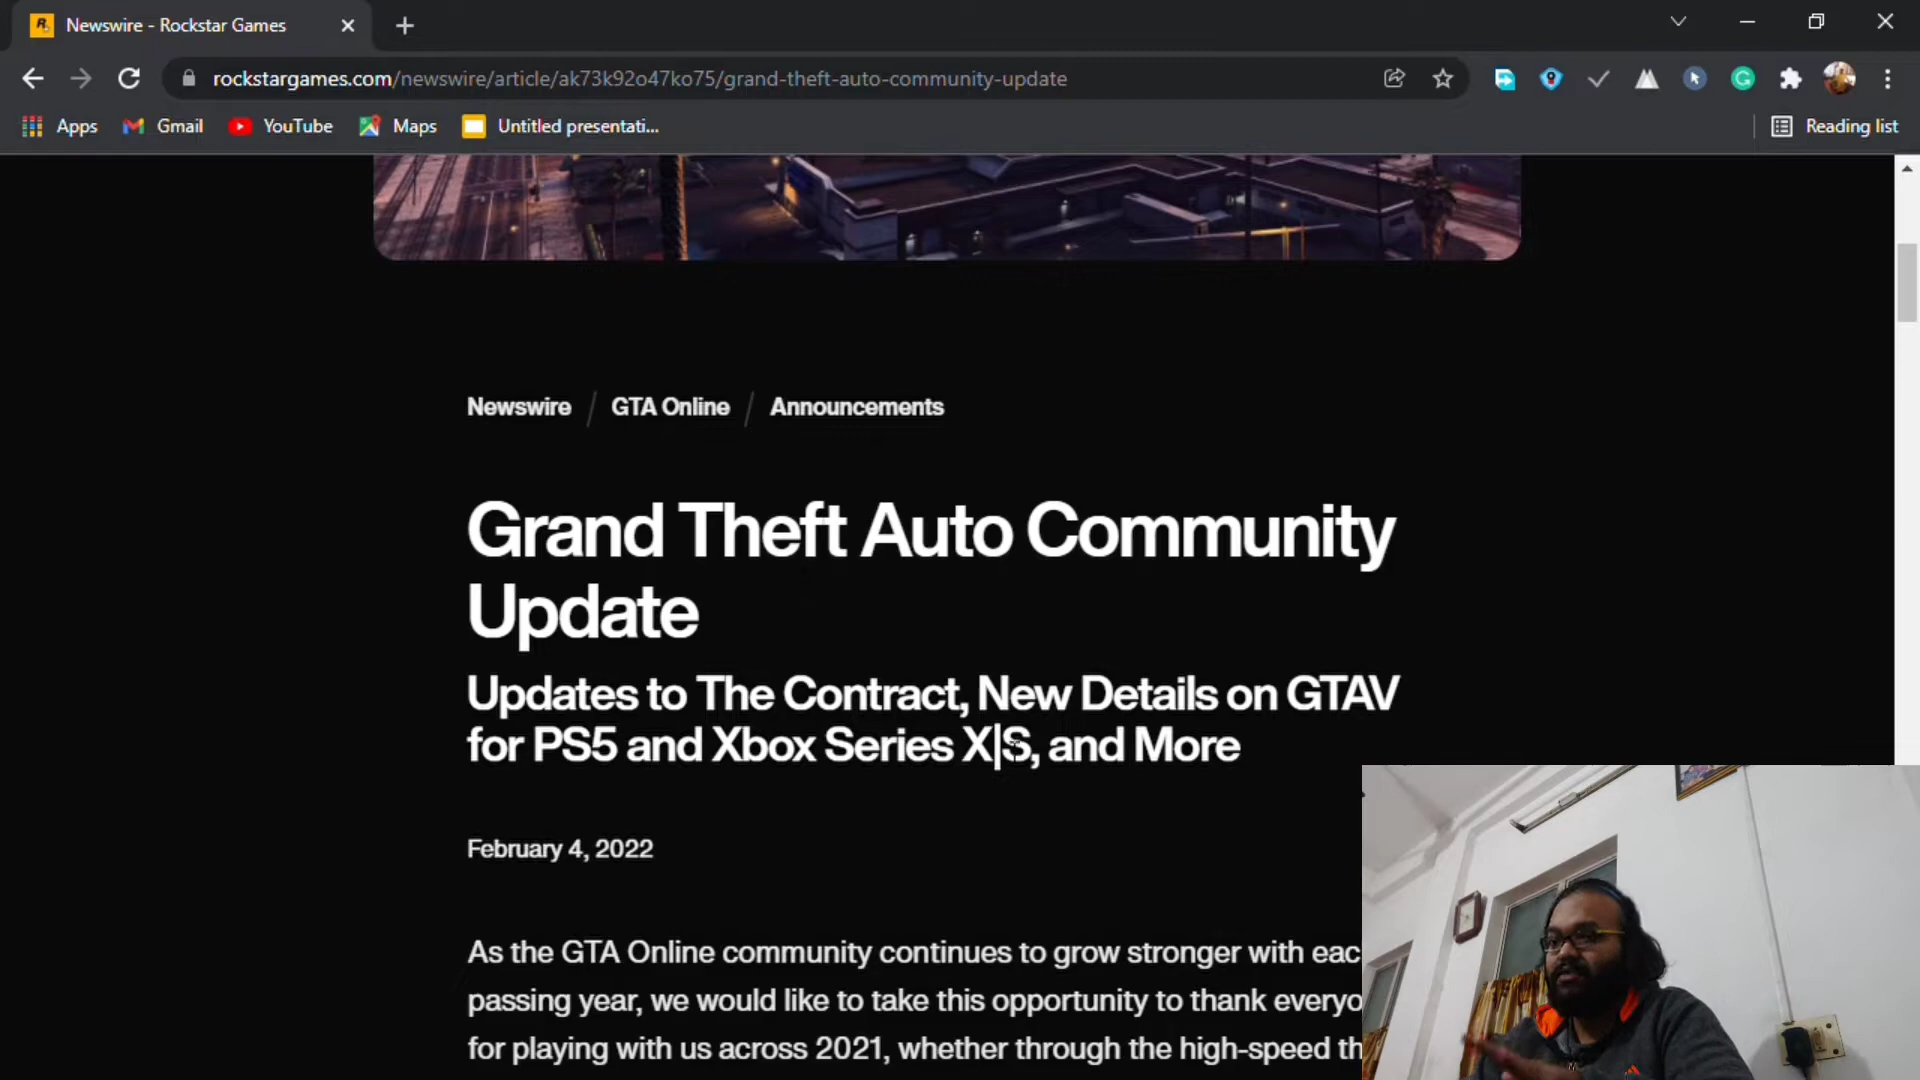 Newswire - Rockstar Games
rockstargames.com/newswire/article/ak73k92o47ko75/grand-theft-auto-community-update
Apps
Gmail
YouTube
Maps
Untitled presentati...
Reading list
Newswire / GTA Online / Announcements
Grand Theft Auto Community
Update
Updates to The Contract, New Details on GTAV
for PS5 and Xbox Series X|S, and More
February 4, 2022
As the GTA Online community continues to grow stronger with eac
passing year, we would like to take this opportunity to thank everyo
for playing with us across 2021, whether through the high-speed th